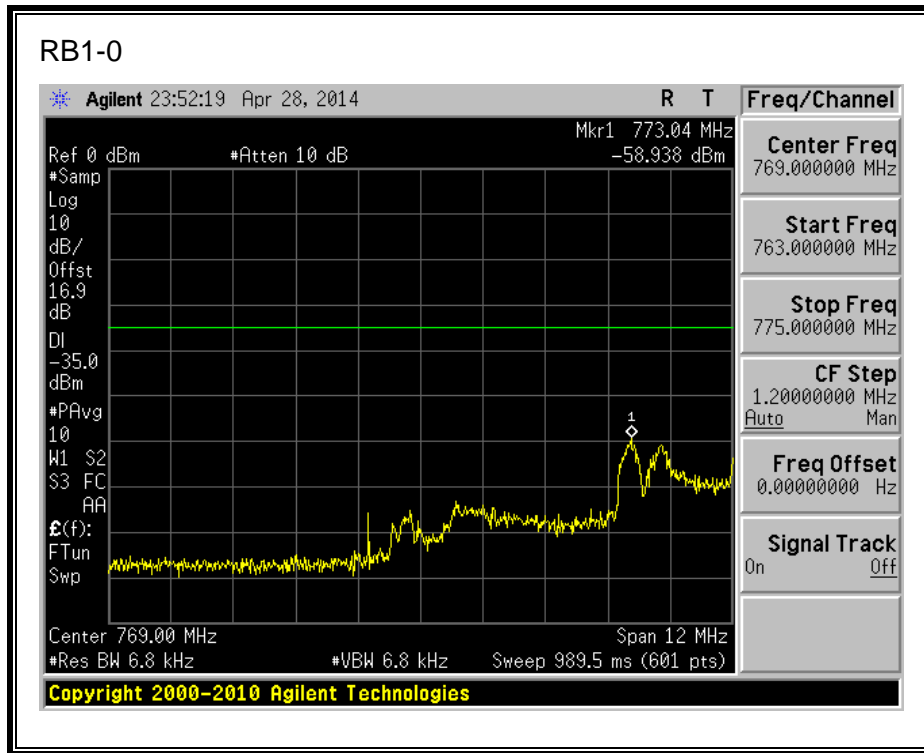 RB1-0
Agilent 23:52:19 Apr 28, 2014 R T
Freq/Channel
Mkr1 773.04 MHz
Ref 0 dBm #Atten 10 dB -58.938 dBm
#Samp
Log
10
dB/
Offst
16.9
dB
DI
-35.0
dBm
#PAvg
10
W1 S2
S3 FC
AA
£(f):
FTun
Swp
1
Center 769.00 MHz Span 12 MHz
#Res BW 6.8 kHz #VBW 6.8 kHz Sweep 989.5 ms (601 pts)
Center Freq
769.000000 MHz
Start Freq
763.000000 MHz
Stop Freq
775.000000 MHz
CF Step
1.20000000 MHz
Auto Man
Freq Offset
0.00000000 Hz
Signal Track
On Off
Copyright 2000-2010 Agilent Technologies